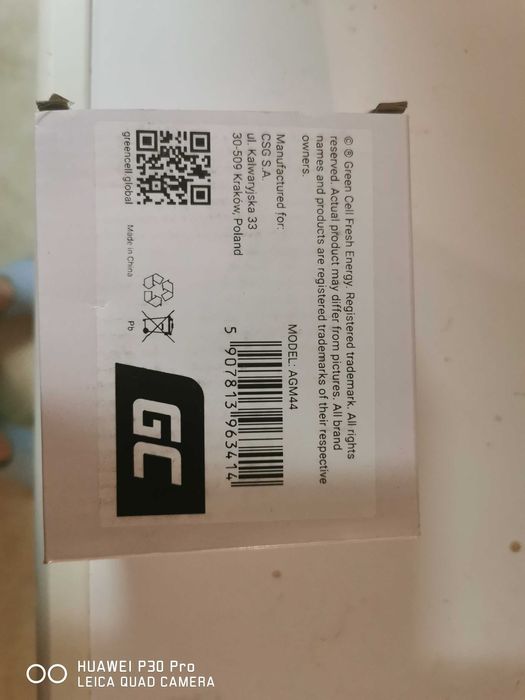 © ® Green Cell Fresh Energy. Registered trademark. All rights
reserved. Actual product may differ from pictures. All brand
names and products are registered trademarks of their respective
owners.
Manufactured for:
CSG S.A.
ul. Kalwaryjska 33
30-509 Kraków, Poland
MODEL: AGM44
5 907813 963414
greencell.global
Made in China
Pb
GC
HUAWEI P30 Pro
LEICA QUAD CAMERA